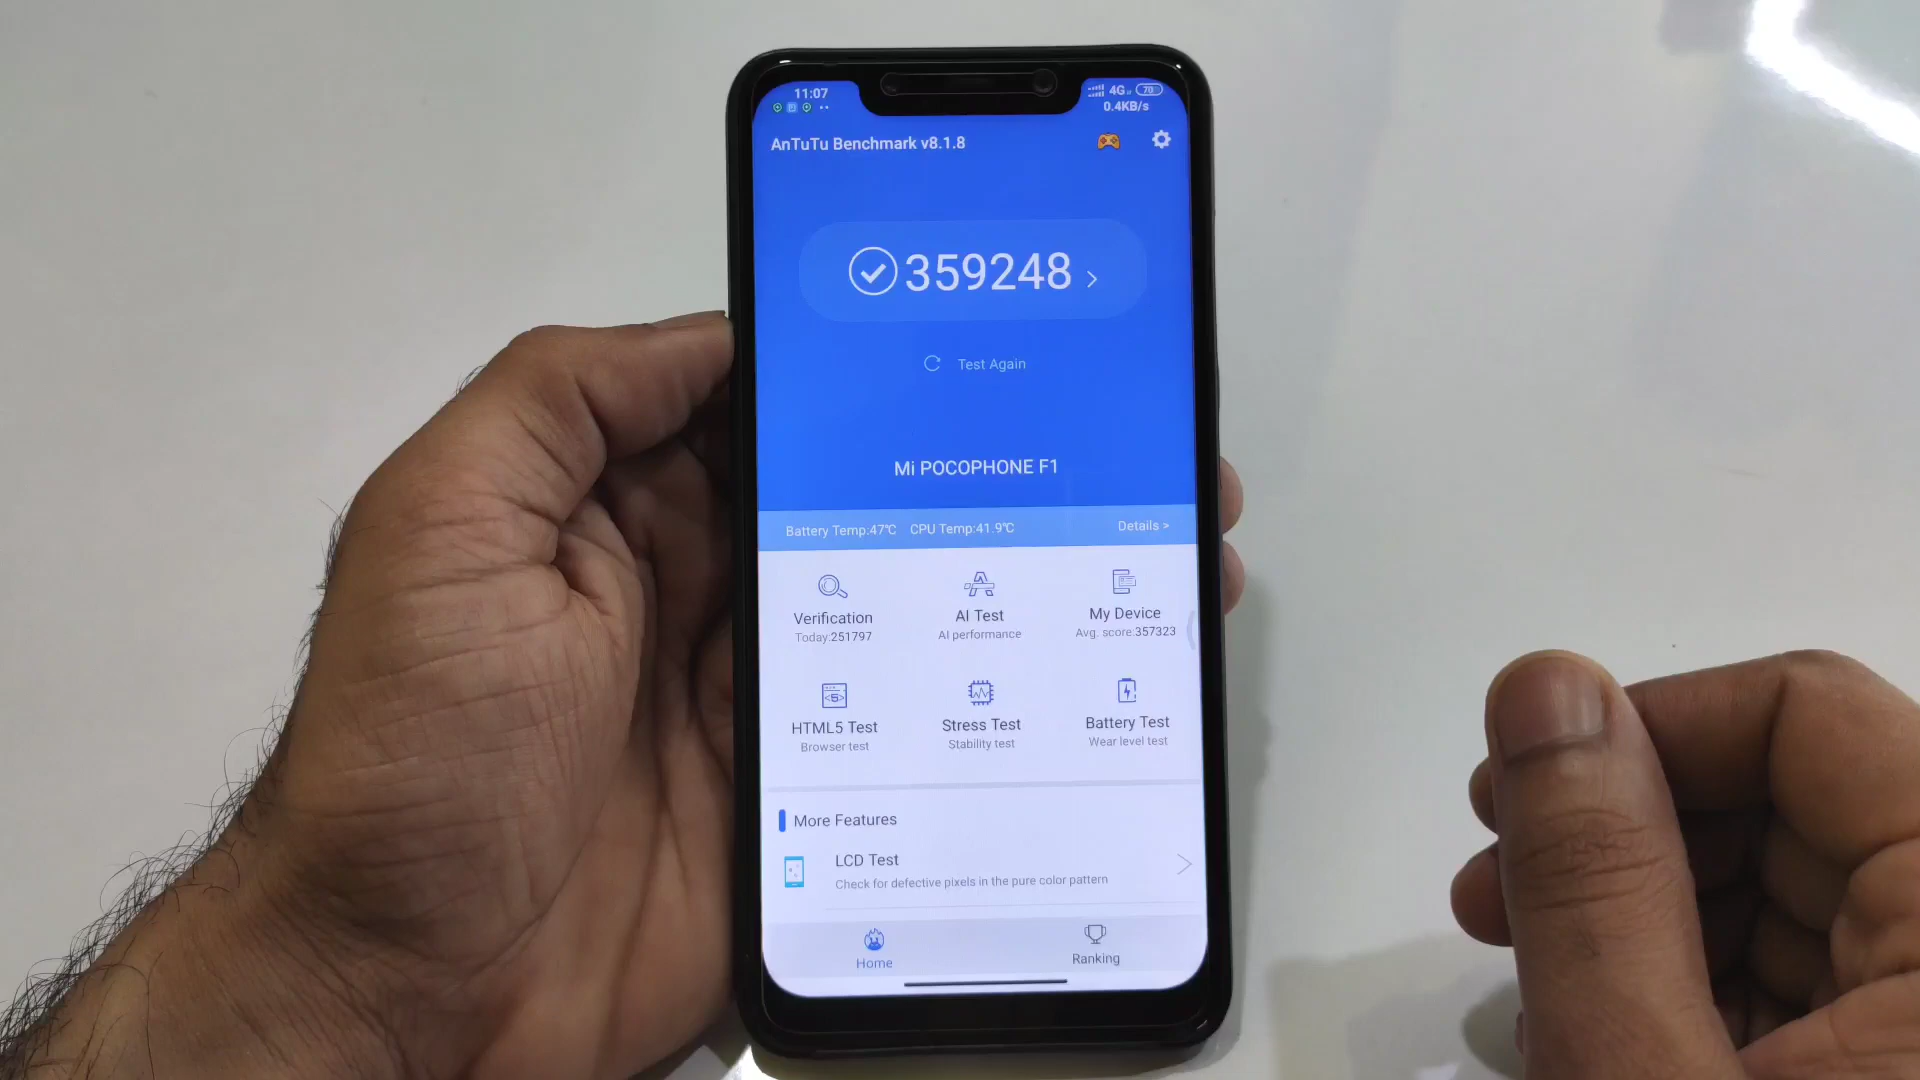 11:07
4G 70
0.4KB/s
AnTuTu Benchmark v8.1.8
359248 >
Test Again
Mi POCOPHONE F1
Battery Temp:47℃ CPU Temp:41.9℃ Details >
Verification AI Test My Device
Today:251797 AI performance Avg. score:357323
HTML5 Test Stress Test Battery Test
Browser test Stability test Wear level test
More Features
LCD Test
Check for defective pixels in the pure color pattern
Home Ranking